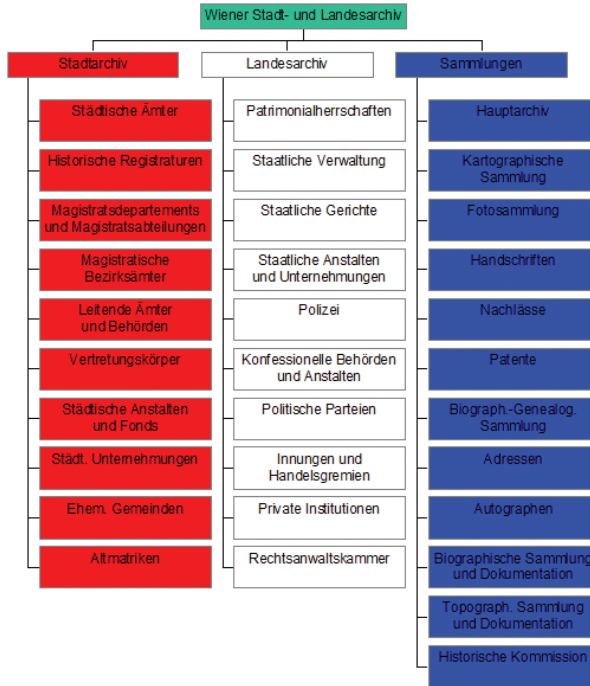 Wiener Stadt- und Landesarchiv
Stadtarchiv
Städtische Ämter
Historische Registraturen
Magistratsdepartements
und Magistratsabteilungen
Magistratische
Bezirksämter
Leitende Ämter
und Behörden
Vertretungskörper
Städtische Anstalten
und Fonds
Städt. Unternehmungen
Ehem. Gemeinden
Altmatriken
Landesarchiv
Patrimonialherrschaften
Staatliche Verwaltung
Staatliche Gerichte
Staatliche Anstalten
und Unternehmungen
Polizei
Konfessionelle Behörden
und Anstalten
Politische Parteien
Innungen und
Handelsgremien
Private Institutionen
Rechtsanwaltskammer
Sammlungen
Hauptarchiv
Kartographische
Sammlung
Fotosammlung
Handschriften
Nachlässe
Patente
Biograph.-Genealog.
Sammlung
Adressen
Autographen
Biographische Sammlung
und Dokumentation
Topograph. Sammlung
und Dokumentation
Historische Kommission